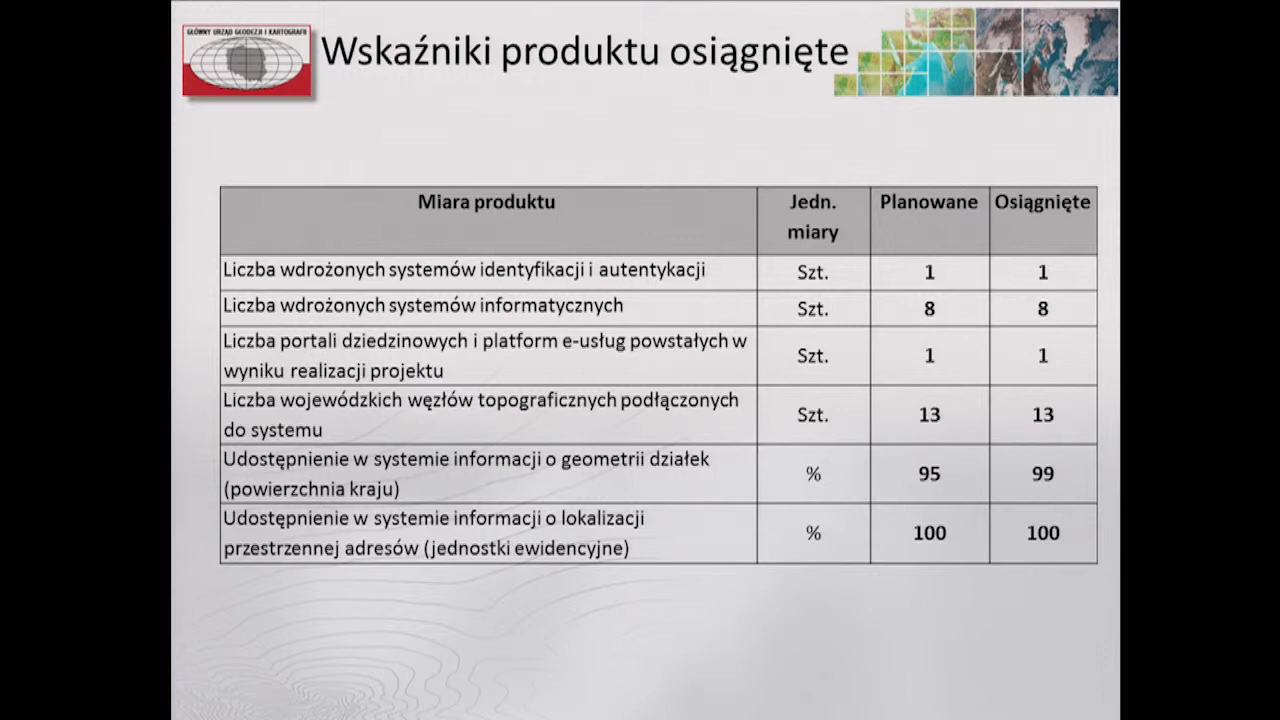 GŁÓWNY URZĄD GEODEZJI I KARTOGRAFII
Wskaźniki produktu osiągnięte
Miara produktu
Jedn.
miary
Planowane
Osiągnięte
Liczba wdrożonych systemów identyfikacji i autentykacji
Szt.
1
1
Liczba wdrożonych systemów informatycznych
Szt.
8
8
Liczba portali dziedzinowych i platform e-usług powstałych w
wyniku realizacji projektu
Szt.
1
1
Liczba wojewódzkich węzłów topograficznych podłączonych
do systemu
Szt.
13
13
Udostępnienie w systemie informacji o geometrii działek
(powierzchnia kraju)
%
95
99
Udostępnienie w systemie informacji o lokalizacji
przestrzennej adresów (jednostki ewidencyjne)
%
100
100